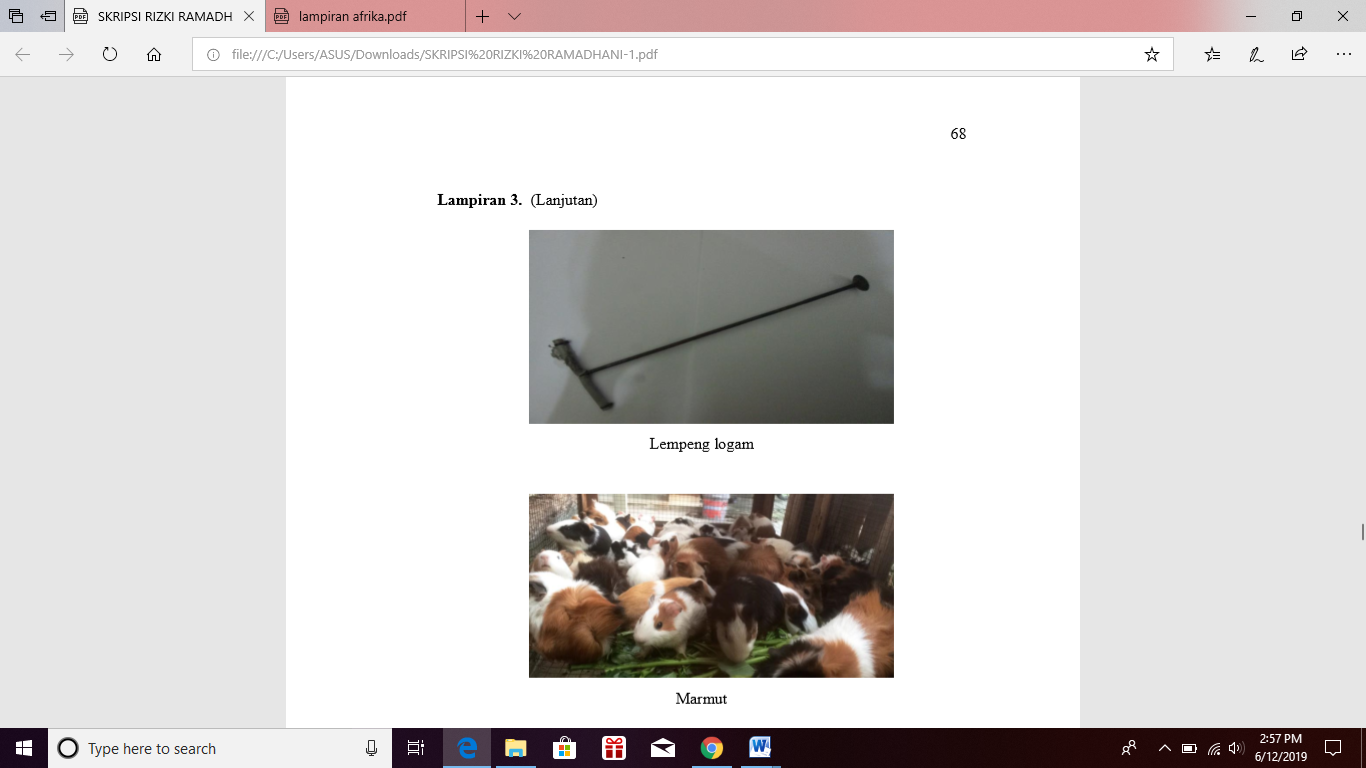 SKRIPSI RIZKI RAMADH
lampiran afrika.pdf
file:///C:/Users/ASUS/Downloads/SKRIPSI%20RIZKI%20RAMADHANI-1.pdf
68
Lampiran 3. (Lanjutan)
Lempeng logam
Marmut
Type here to search
2:57 PM
6/12/2019